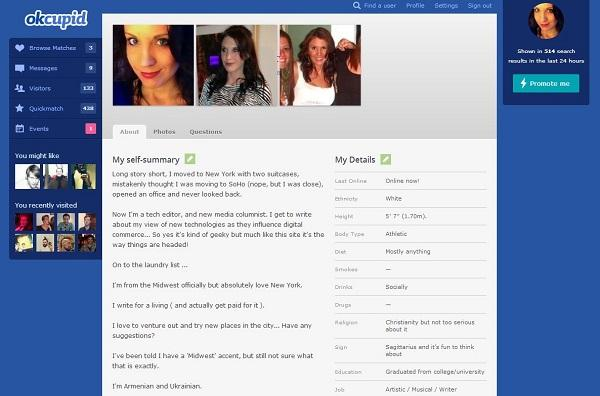 okcupid
Find a user Profile Settings Sign out
Browse Matches 3
Messages 9
Visitors 133
Quickmatch 438
Events 1
You might like
You recently visited
Shown in 514 search
results in the last 24 hours
Promote me
About Photos Questions
My self-summary
Long story short, I moved to New York with two suitcases,
mistakenly thought I was moving to SoHo (nope, but I was close),
opened an office and never looked back.
Now I'm a tech editor, and new media columnist. I get to write
about my view of new technologies as they influence digital
commerce... So yes it's kind of geeky but much like this site it's the
way things are headed!
On to the laundry list ...
I'm from the Midwest officially but absolutely love New York.
I write for a living ( and actually get paid for it ).
I love to venture out and try new places in the city... Have any
suggestions?
I've been told I have a 'Midwest' accent, but still not sure what
that is exactly.
I'm Armenian and Ukrainian.
My Details
Last Online Online now!
Ethnicity White
Height 5' 7" (1.70m).
Body Type Athletic
Diet Mostly anything
Smokes —
Drinks Socially
Drugs —
Religion Christianity but not too serious
about it
Sign Sagittarius and it's fun to think
about
Education Graduated from college/university
Job Artistic / Musical / Writer